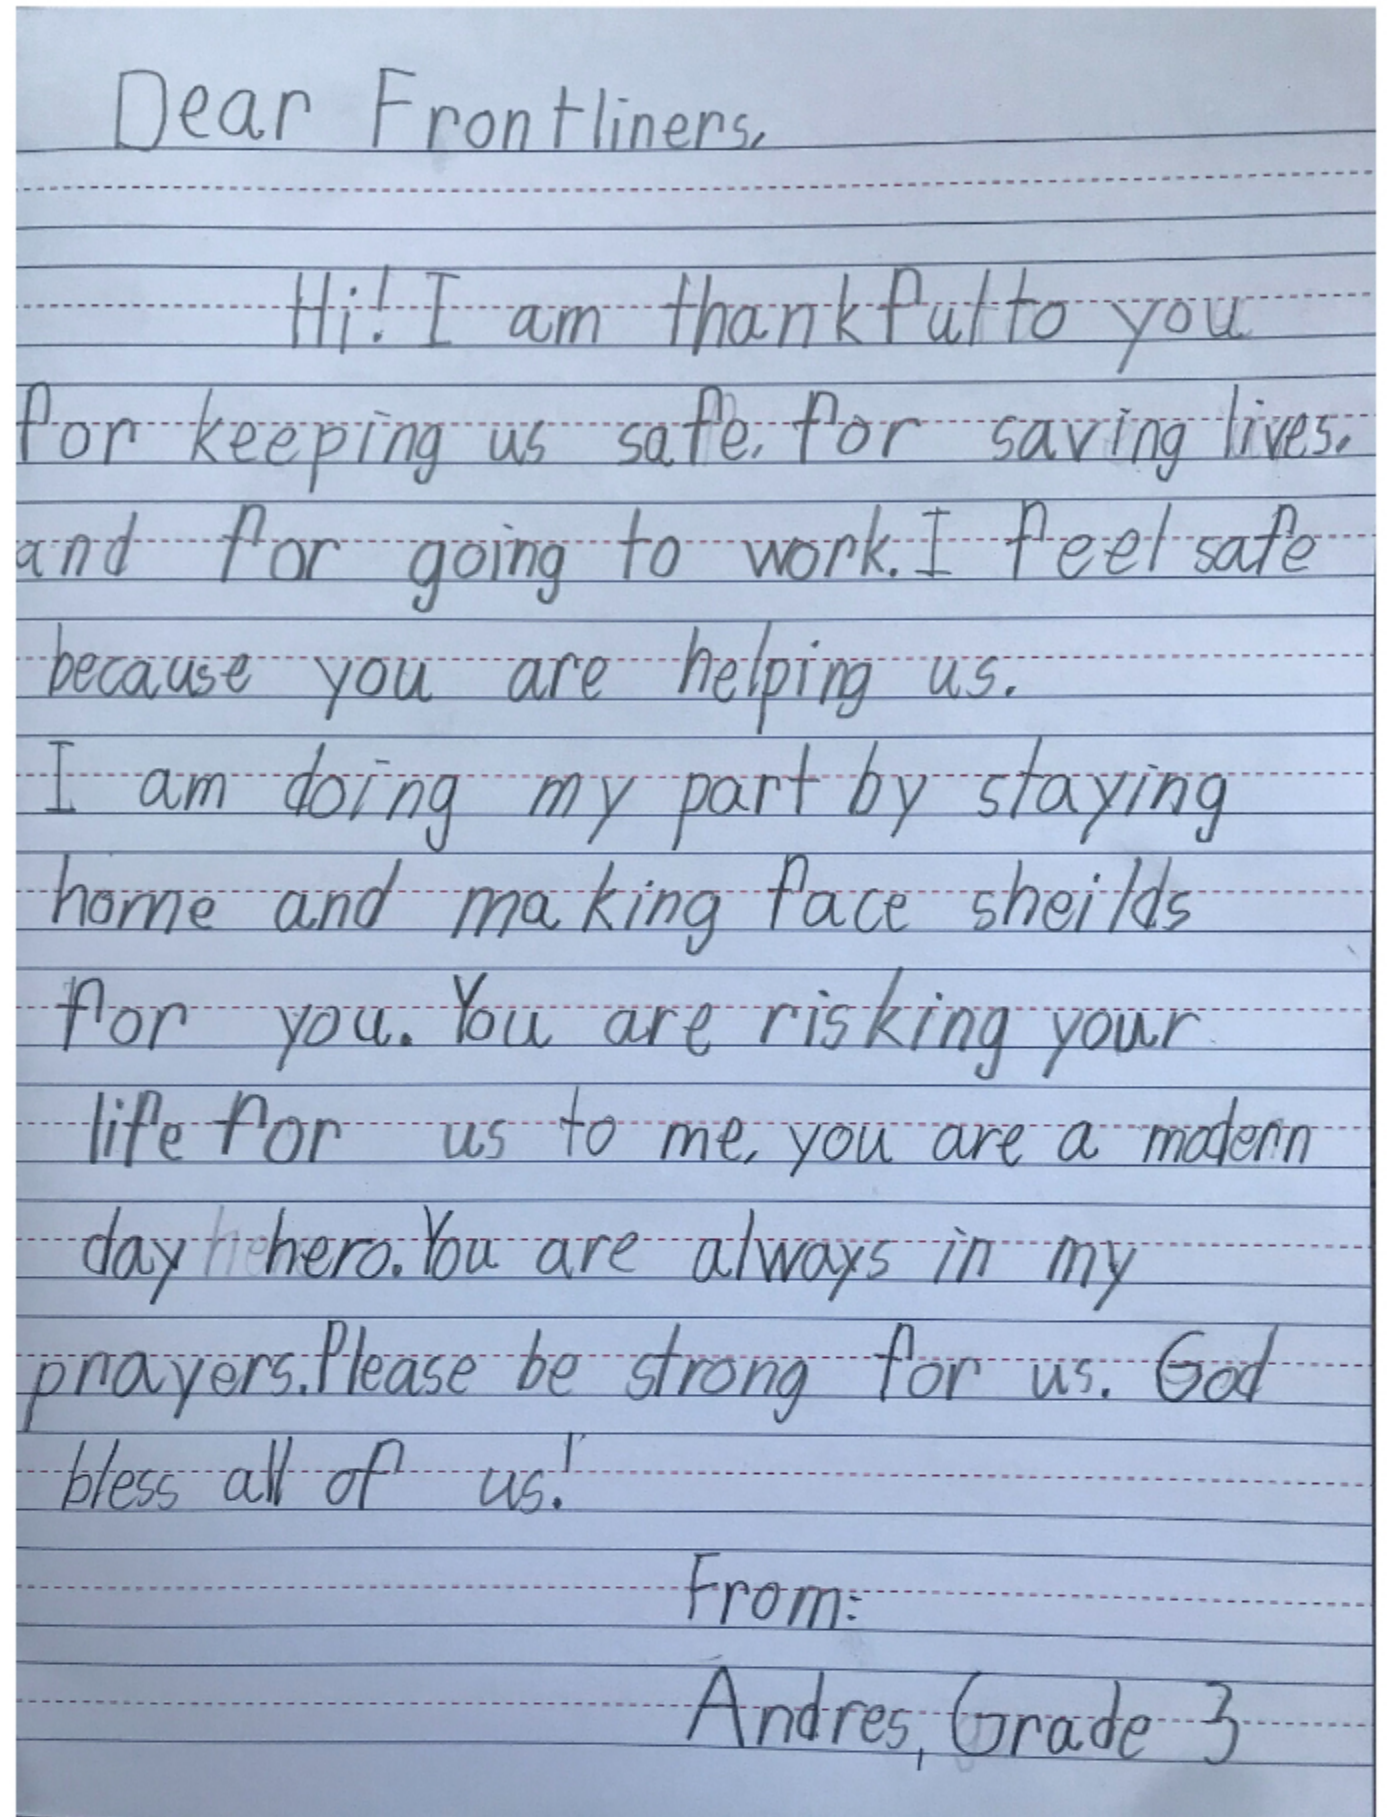 Dear Frontliners,
Hi! I am thankful to you
for keeping us safe, for saving lives,
and for going to work. I feel safe
because you are helping us.
I am doing my part by staying
home and making face sheilds
for you. You are risking your
life for us to me, you are a modern
day hero. You are always in my
prayers. Please be strong for us. God
bless all of us!
From:
Andres, Grade 3